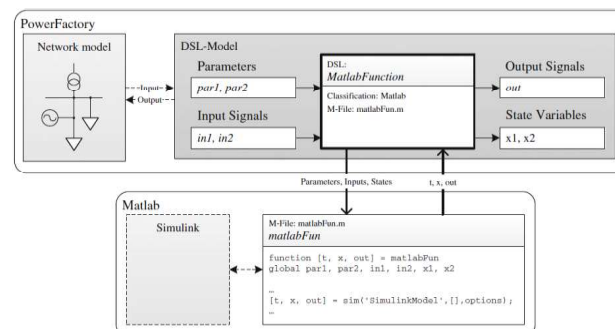 PowerFactory
Network model
Input
Output
DSL-Model
Parameters
par1, par2
Input Signals
in1, in2
DSL:
MatlabFunction
Classification: Matlab
M-File: matlabFun.m
Output Signals
out
State Variables
x1, x2
Parameters, Inputs, States
t, x, out
Matlab
Simulink
M-File: matlabFun.m
matlabFun
function [t, x, out] = matlabFun
global par1, par2, in1, in2, x1, x2
…
[t, x, out] = sim('SimulinkModel',[],options);
…